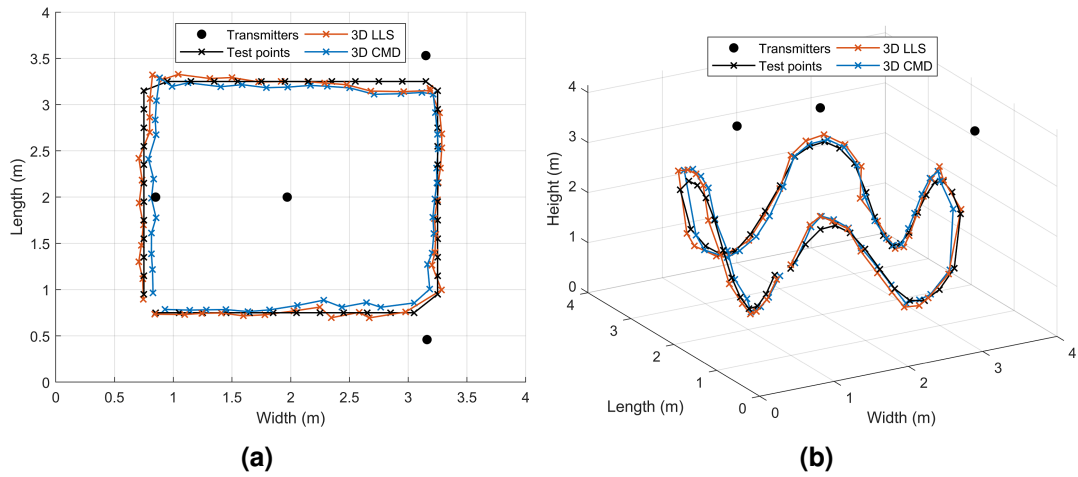 Transmitters
Test points
3D LLS
3D CMD
4
3.5
3
2.5
2
1.5
1
0.5
0
Length (m)
0
0.5
1
1.5
2
2.5
3
3.5
4
Width (m)
(a)
Transmitters
Test points
3D LLS
3D CMD
4
3
2
1
0
Height (m)
4
3
2
1
0
Length (m)
0
1
2
3
4
Width (m)
(b)